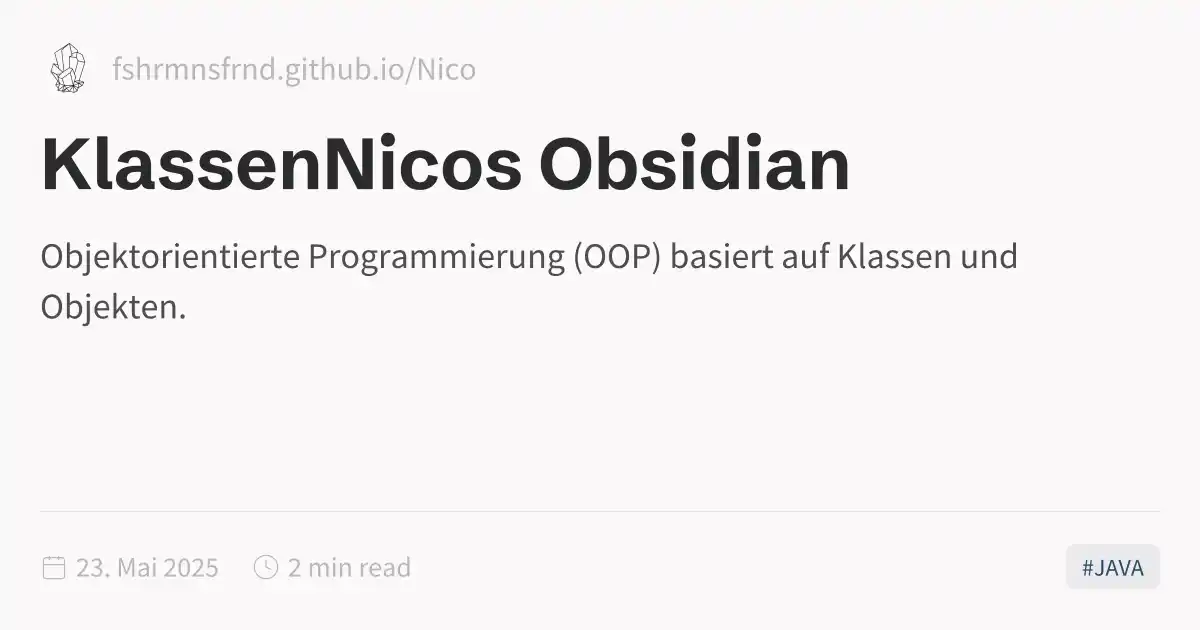 fshrmnsfrnd.github.io/Nico
KlassenNicos Obsidian
Objektorientierte Programmierung (OOP) basiert auf Klassen und
Objekten.
23. Mai 2025 2 min read #JAVA